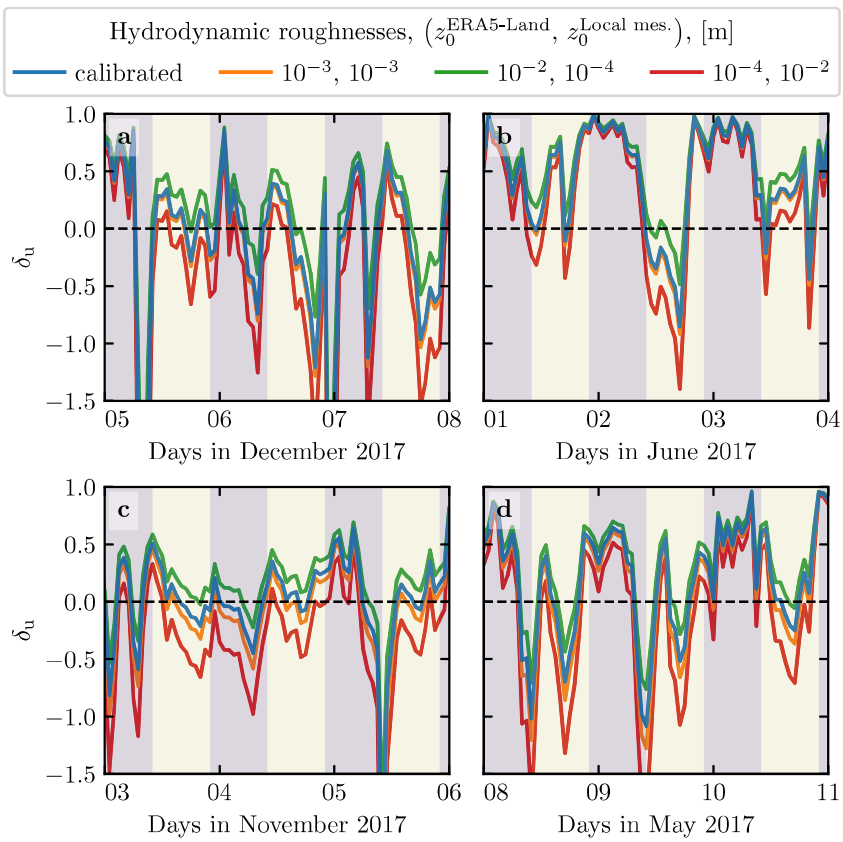 Hydrodynamic roughnesses, (z₀^ERA5-Land, z₀^Local mes.), [m]
calibrated 10⁻³, 10⁻³ 10⁻², 10⁻⁴ 10⁻⁴, 10⁻²
a b
1.0
0.5
0.0
−0.5
−1.0
−1.5
δᵤ
05 06 07 08 01 02 03 04
Days in December 2017 Days in June 2017
c d
1.0
0.5
0.0
−0.5
−1.0
−1.5
δᵤ
03 04 05 06 08 09 10 11
Days in November 2017 Days in May 2017